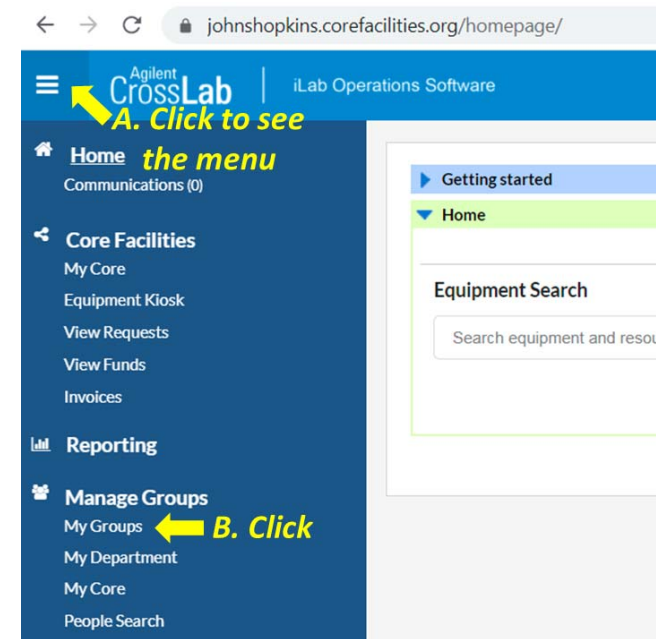 johnshopkins.corefacilities.org/homepage/
Agilent
CrossLab
iLab Operations Software
A. Click to see
the menu
Home
Communications (0)
Core Facilities
My Core
Equipment Kiosk
View Requests
View Funds
Invoices
Reporting
Manage Groups
My Groups
B. Click
My Department
My Core
People Search
Getting started
Home
Equipment Search
Search equipment and resou